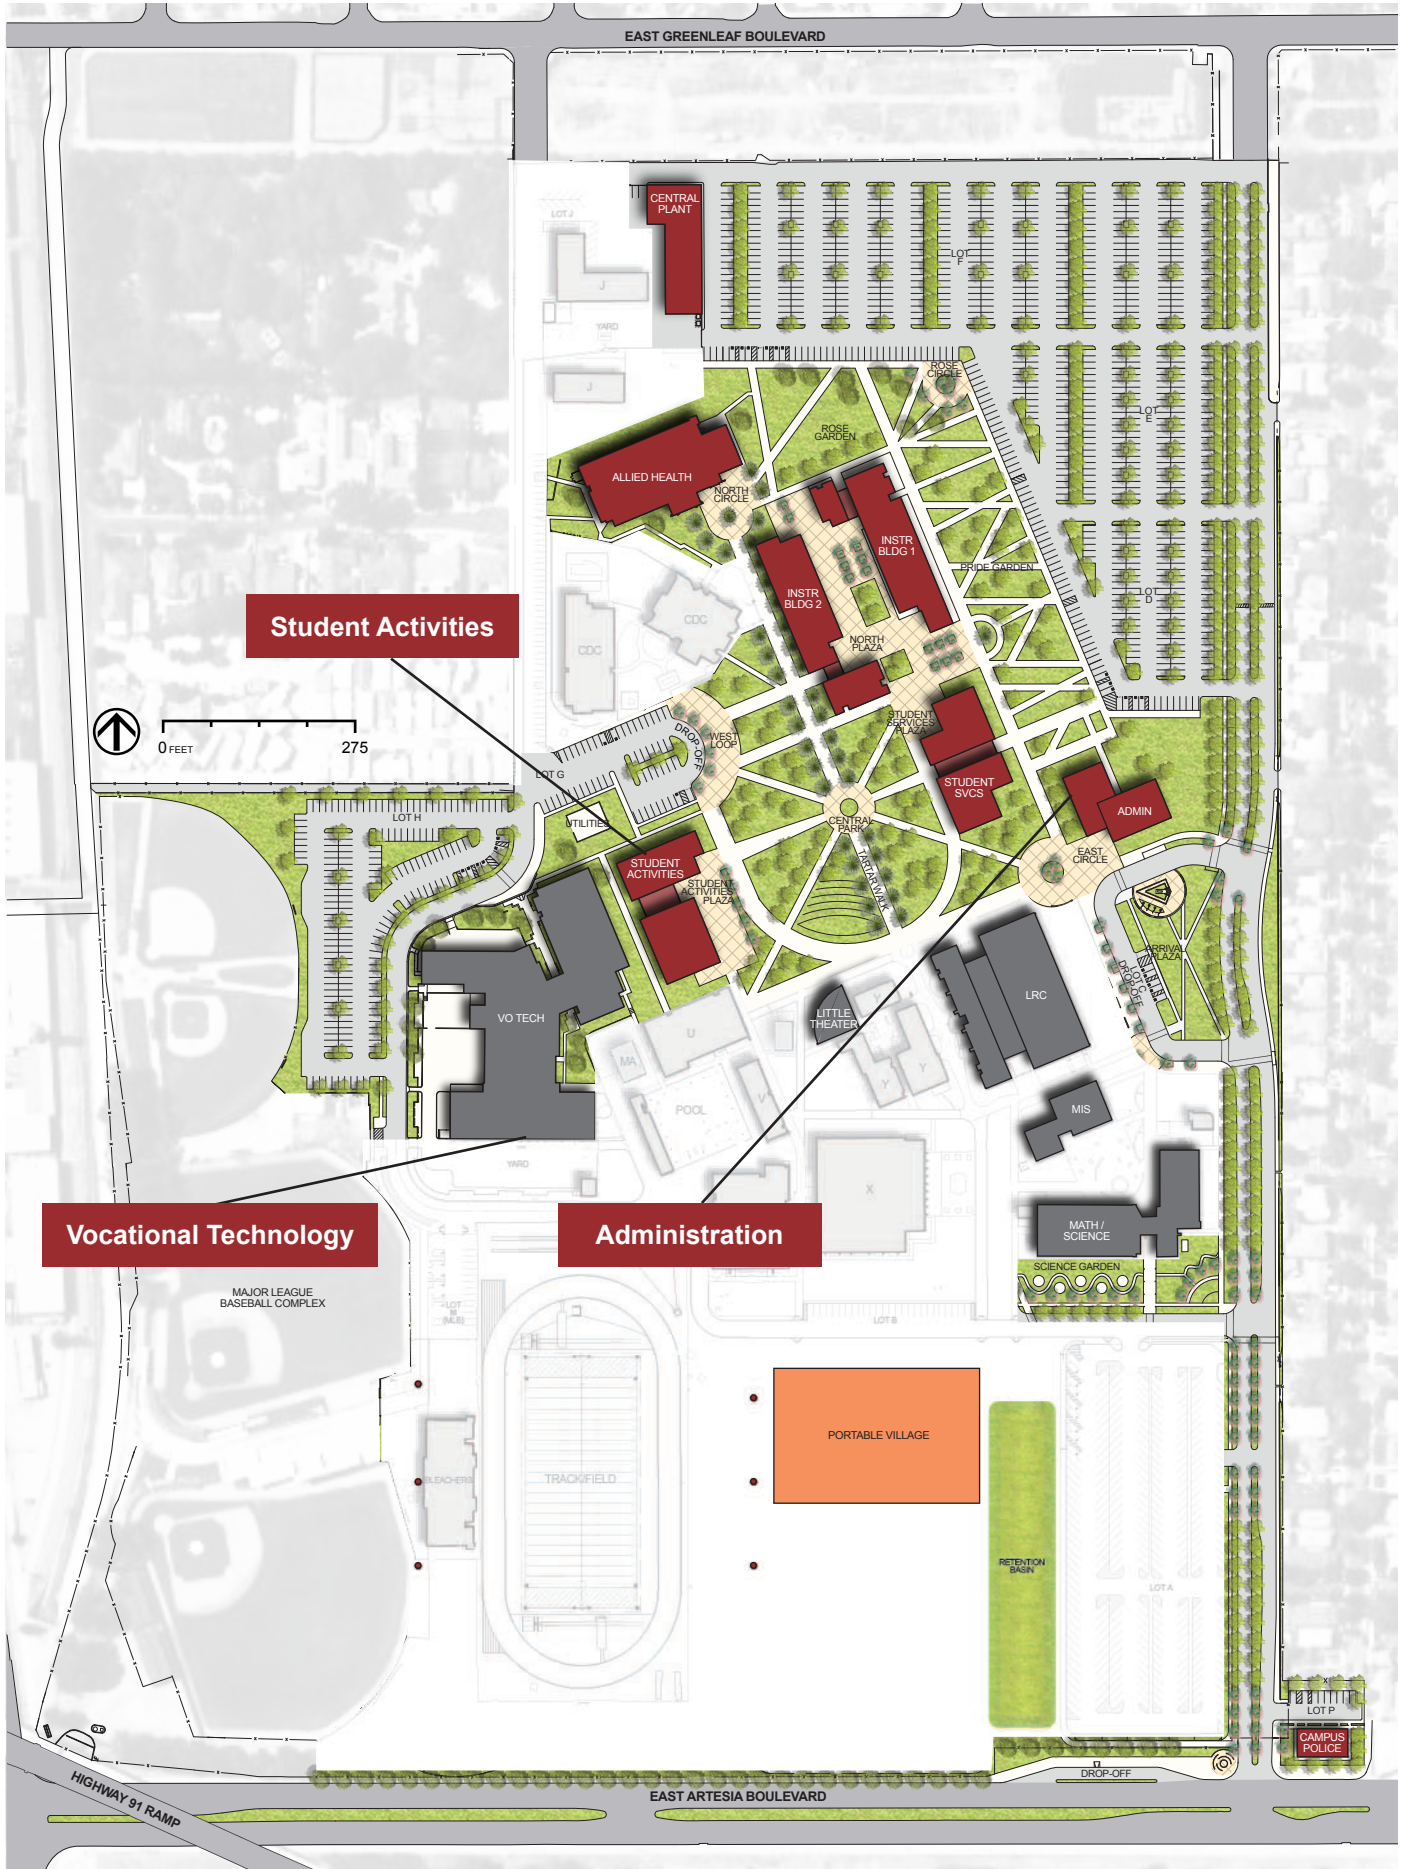 EAST GREENLEAF BOULEVARD
CENTRAL
PLANT
LOT J
J
YARD
J
LOT
F
ROSE
CIRCLE
LOT
E
ROSE
GARDEN
ALLIED HEALTH
NORTH
CIRCLE
INSTR
BLDG 1
PRIDE GARDEN
INSTR
BLDG 2
LOT
D
CDC
CDC
NORTH
PLAZA
Student Activities
STUDENT
SERVICES
PLAZA
0 FEET
275
DROP-OFF
WEST
LOOP
LOT G
STUDENT
SVCS
ADMIN
LOT H
UTILITIES
CENTRAL
PARK
EAST
CIRCLE
STUDENT
ACTIVITIES
STUDENT
ACTIVITIES
PLAZA
TARTAR WALK
ARRIVAL
PLAZA
LOT C
DROP-OFF
LRC
VO TECH
LITTLE
THEATER
U
MA
Y
Y
V
POOL
MIS
YARD
X
Vocational Technology
Administration
MATH /
SCIENCE
SCIENCE GARDEN
MAJOR LEAGUE
BASEBALL COMPLEX
LOT
M
(MLB)
LOT B
PORTABLE VILLAGE
BLEACHERS
TRACK/FIELD
RETENTION
BASIN
LOT A
LOT P
CAMPUS
POLICE
DROP-OFF
EAST ARTESIA BOULEVARD
HIGHWAY 91 RAMP